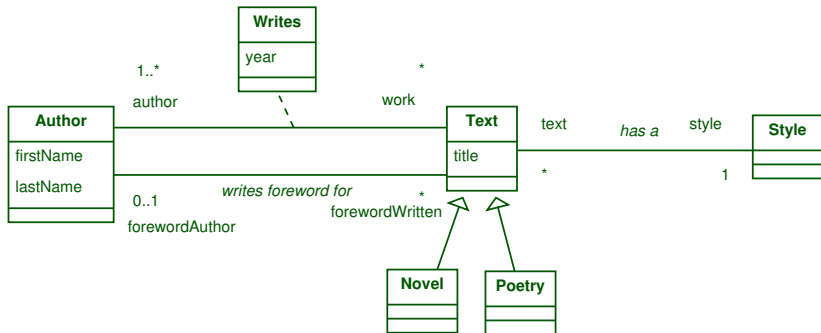 Writes
year
1..*
*
author
work
Author
firstName
lastName
Text
title
text
has a
style
*
1
Style
writes foreword for
0..1
*
forewordAuthor
forewordWritten
Novel
Poetry